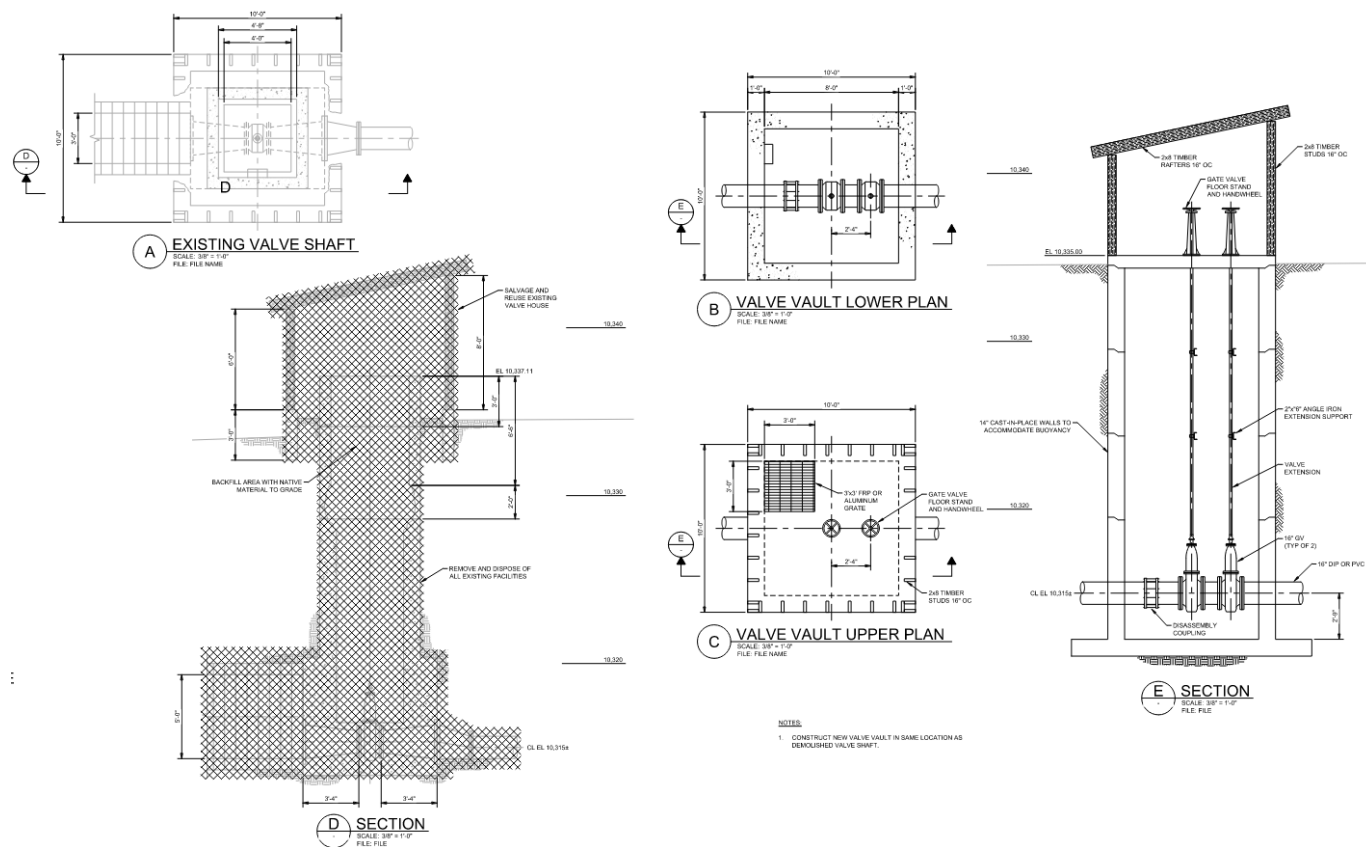 10'-0"
4'-8"
4'-0"
10'-0"
3'-0"
D
-
D
A
EXISTING VALVE SHAFT
SCALE: 3/8" = 1'-0"
FILE: FILE NAME
SALVAGE AND
REUSE EXISTING
VALVE HOUSE
10,340
6'-0"
8'-0"
EL 10,337.11
3'-0"
6'-6"
3'-0"
BACKFILL AREA WITH NATIVE
MATERIAL TO GRADE
10,330
2'-0"
REMOVE AND DISPOSE OF
ALL EXISTING FACILITIES
10,320
5'-0"
CL EL 10,315±
3'-4"
3'-4"
D
-
SECTION
SCALE: 3/8" = 1'-0"
FILE: FILE
10'-0"
1'-0"
8'-0"
1'-0"
10'-0"
E
-
2'-4"
B
VALVE VAULT LOWER PLAN
SCALE: 3/8" = 1'-0"
FILE: FILE NAME
10'-0"
3'-0"
3'-0"
10'-0"
3'x3' FRP OR
ALUMINUM
GRATE
GATE VALVE
FLOOR STAND
AND HANDWHEEL
E
-
2'-4"
2x8 TIMBER
STUDS 16" OC
C
VALVE VAULT UPPER PLAN
SCALE: 3/8" = 1'-0"
FILE: FILE NAME
NOTES:
1. CONSTRUCT NEW VALVE VAULT IN SAME LOCATION AS
DEMOLISHED VALVE SHAFT.
2x8 TIMBER
RAFTERS 16" OC
2x8 TIMBER
STUDS 16" OC
10,340
GATE VALVE
FLOOR STAND
AND HANDWHEEL
EL 10,335.00
10,330
14" CAST-IN-PLACE WALLS TO
ACCOMMODATE BUOYANCY
2"x"6" ANGLE IRON
EXTENSION SUPPORT
VALVE
EXTENSION
10,320
16" GV
(TYP OF 2)
16" DIP OR PVC
CL EL 10,315±
DISASSEMBLY
COUPLING
E
-
SECTION
SCALE: 3/8" = 1'-0"
FILE: FILE